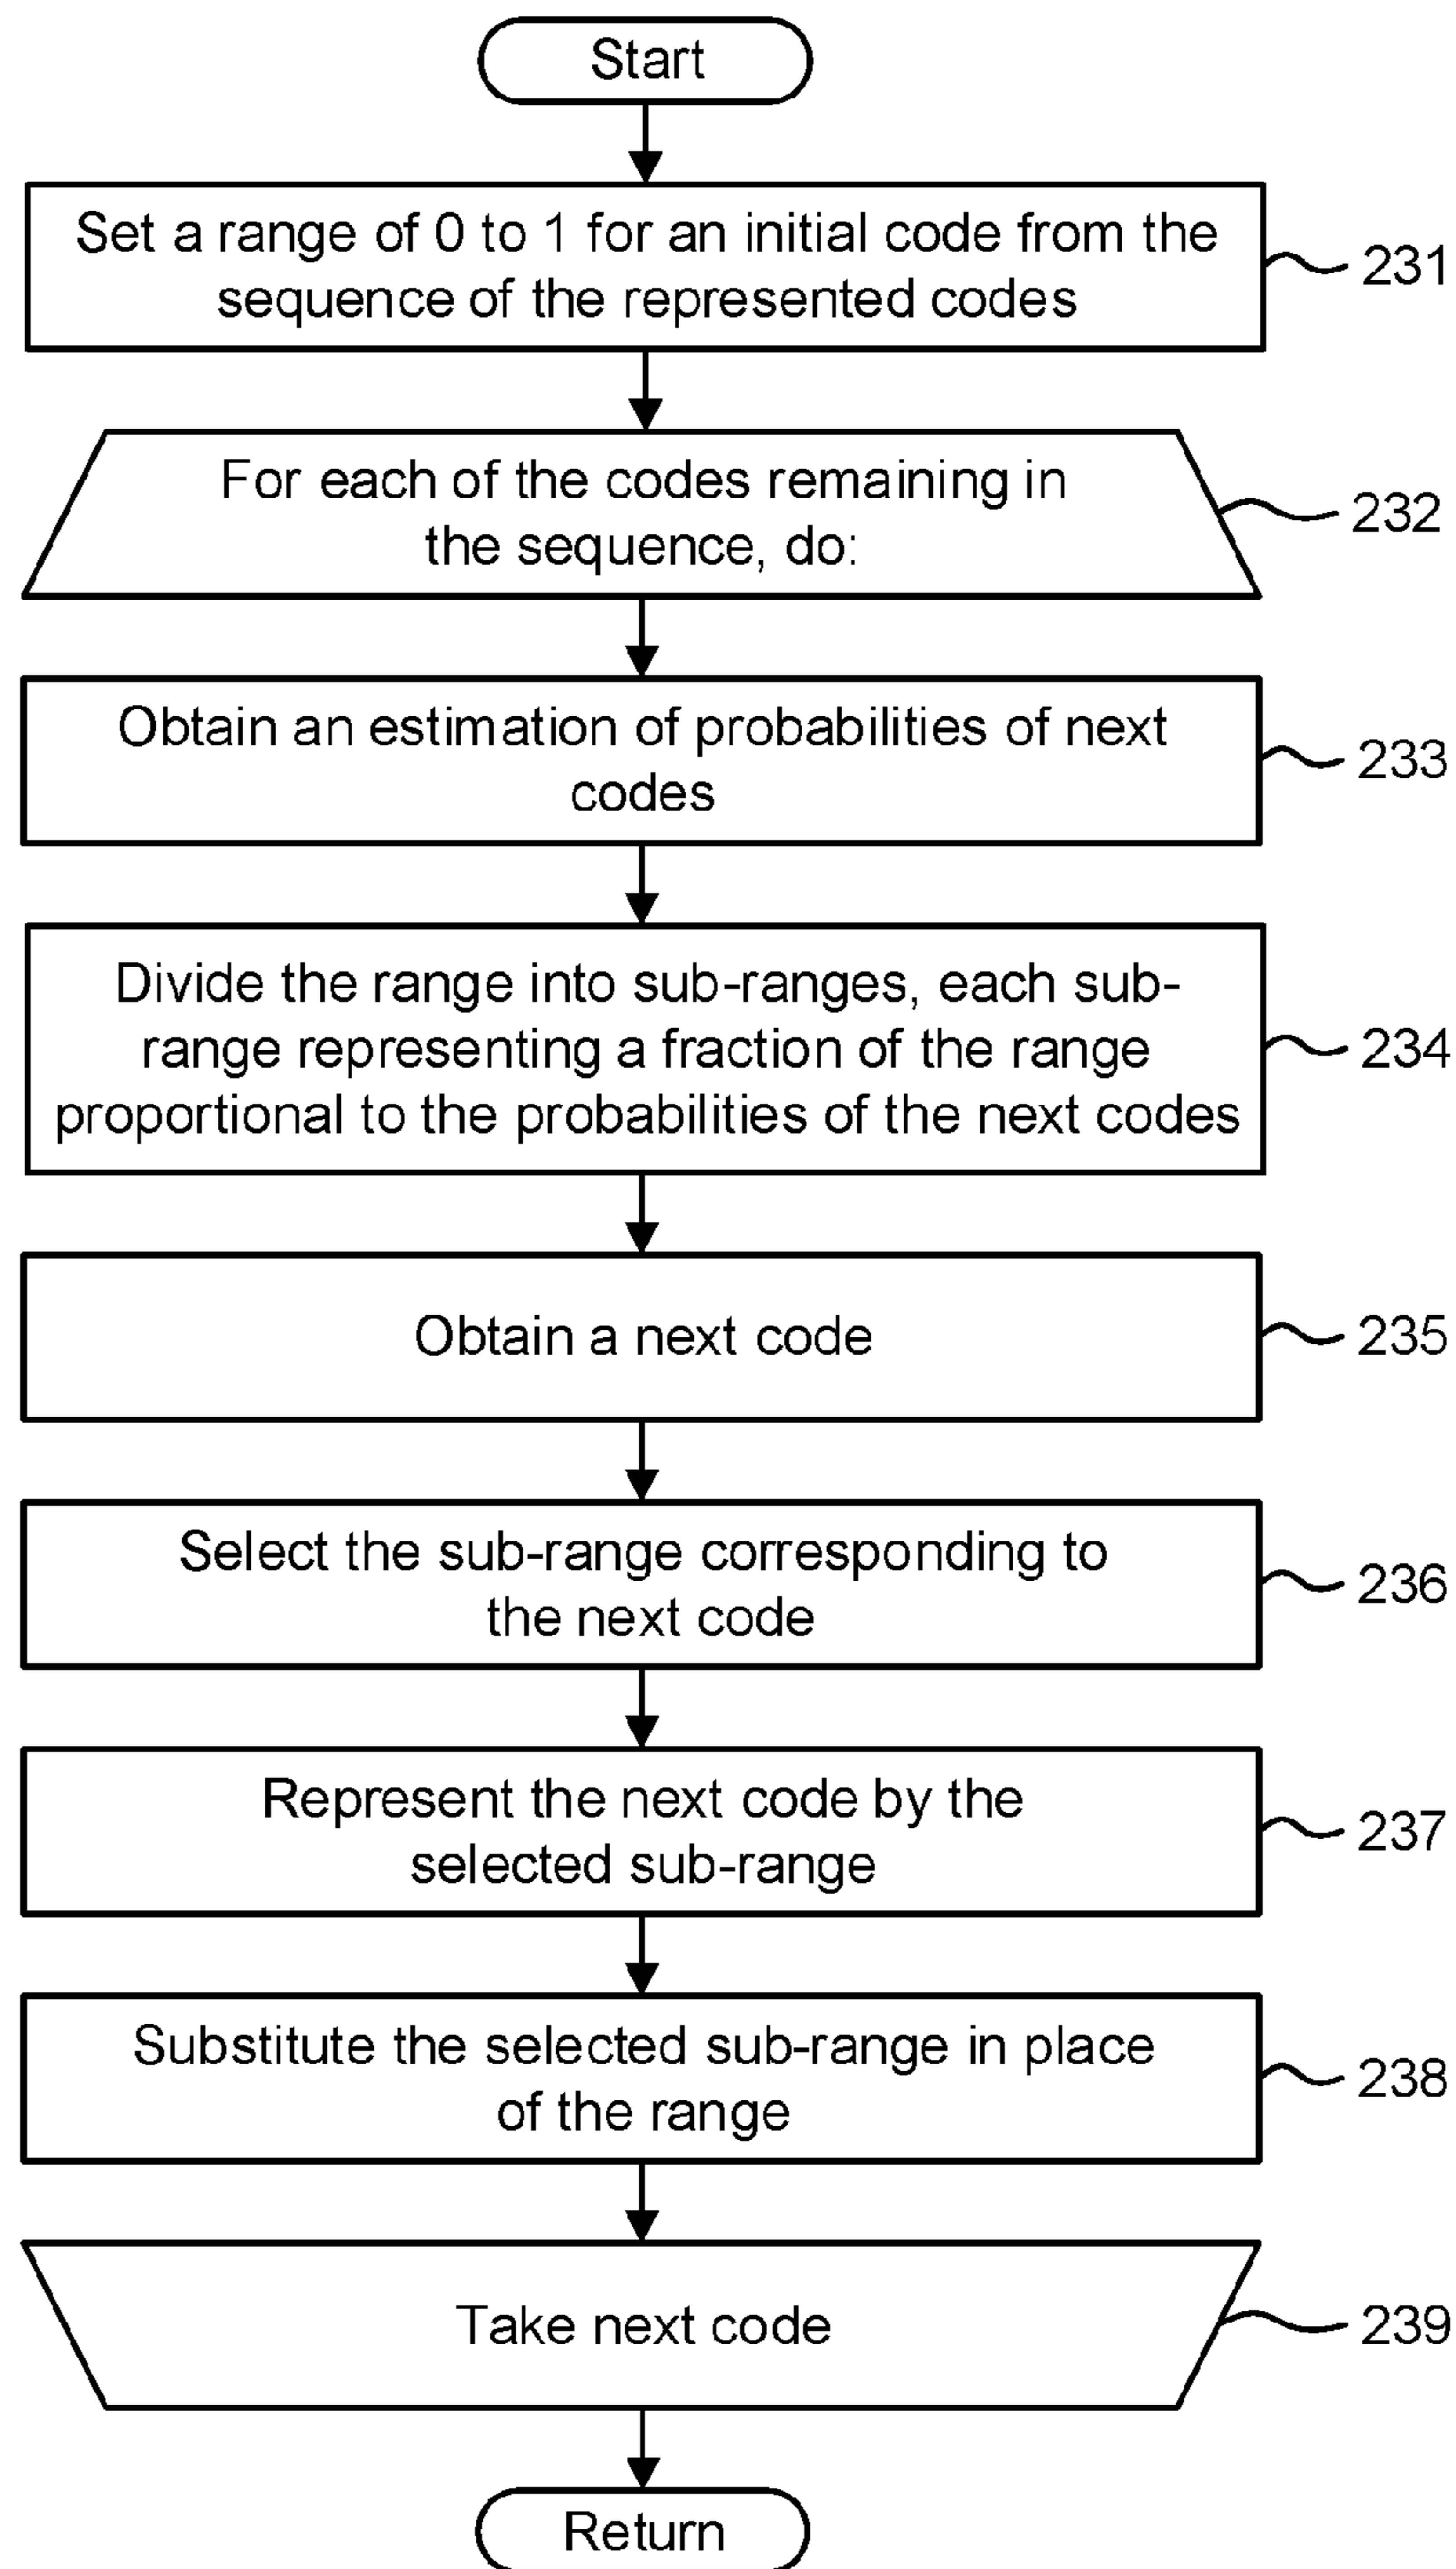 Start
Set a range of 0 to 1 for an initial code from the
sequence of the represented codes
231
For each of the codes remaining in
the sequence, do:
232
Obtain an estimation of probabilities of next
codes
233
Divide the range into sub-ranges, each sub-
range representing a fraction of the range
proportional to the probabilities of the next codes
234
Obtain a next code
235
Select the sub-range corresponding to
the next code
236
Represent the next code by the
selected sub-range
237
Substitute the selected sub-range in place
of the range
238
Take next code
239
Return